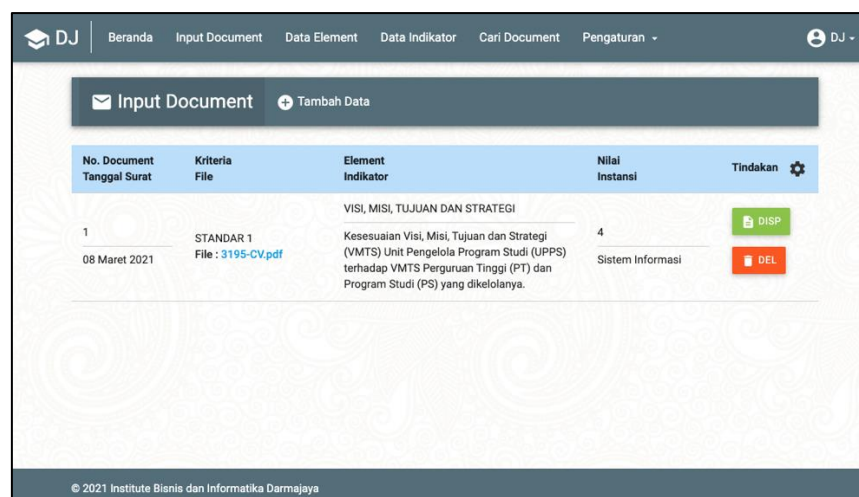 DJ
Beranda Input Document Data Element Data Indikator Cari Document Pengaturan DJ
Input Document Tambah Data
No. Document Kriteria Element Nilai Tindakan
Tanggal Surat File Indikator Instansi
VISI, MISI, TUJUAN DAN STRATEGI
1
08 Maret 2021
STANDAR 1
File : 3195-CV.pdf
Kesesuaian Visi, Misi, Tujuan dan Strategi
(VMTS) Unit Pengelola Program Studi (UPPS)
terhadap VMTS Perguruan Tinggi (PT) dan
Program Studi (PS) yang dikelolanya.
4
Sistem Informasi
DISP
DEL
© 2021 Institute Bisnis dan Informatika Darmajaya